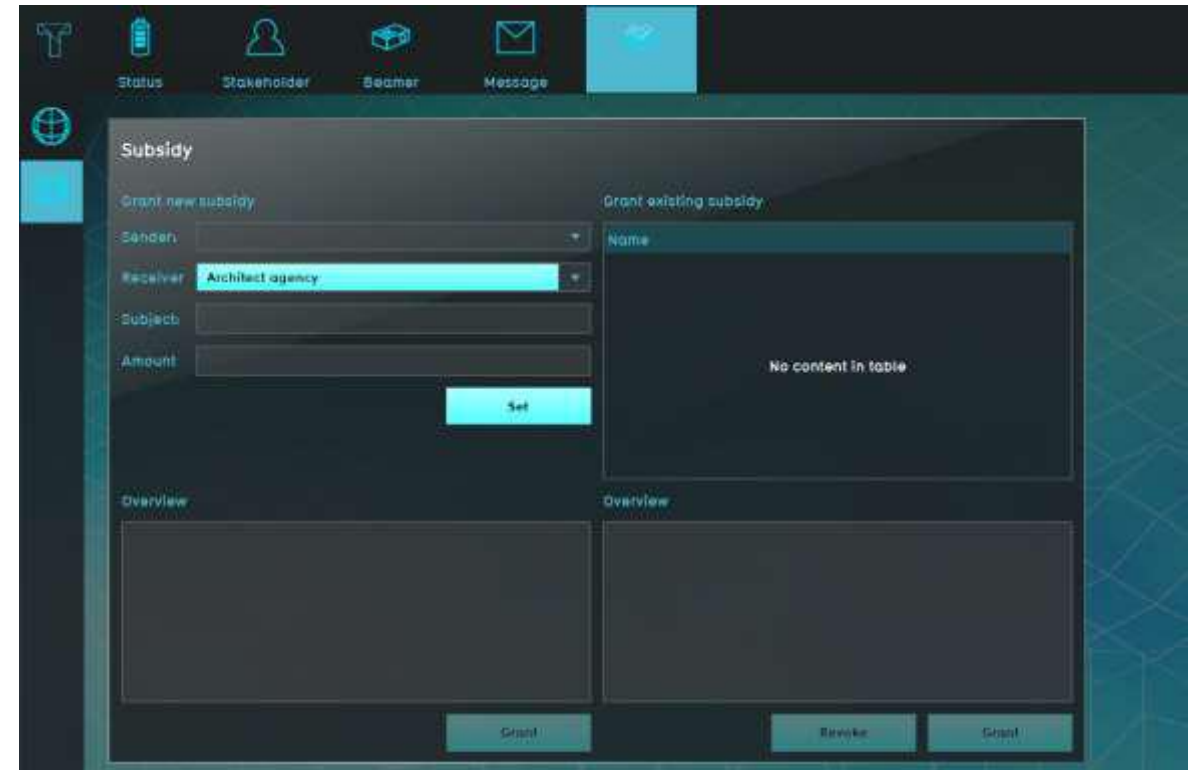 Status Stakeholder Beamer Message
Subsidy
Grant new subsidy
Sender:
Receiver Architect agency
Subject:
Amount
Set
Overview
Grant
Grant existing subsidy
Name
No content in table
Overview
Revoke Grant